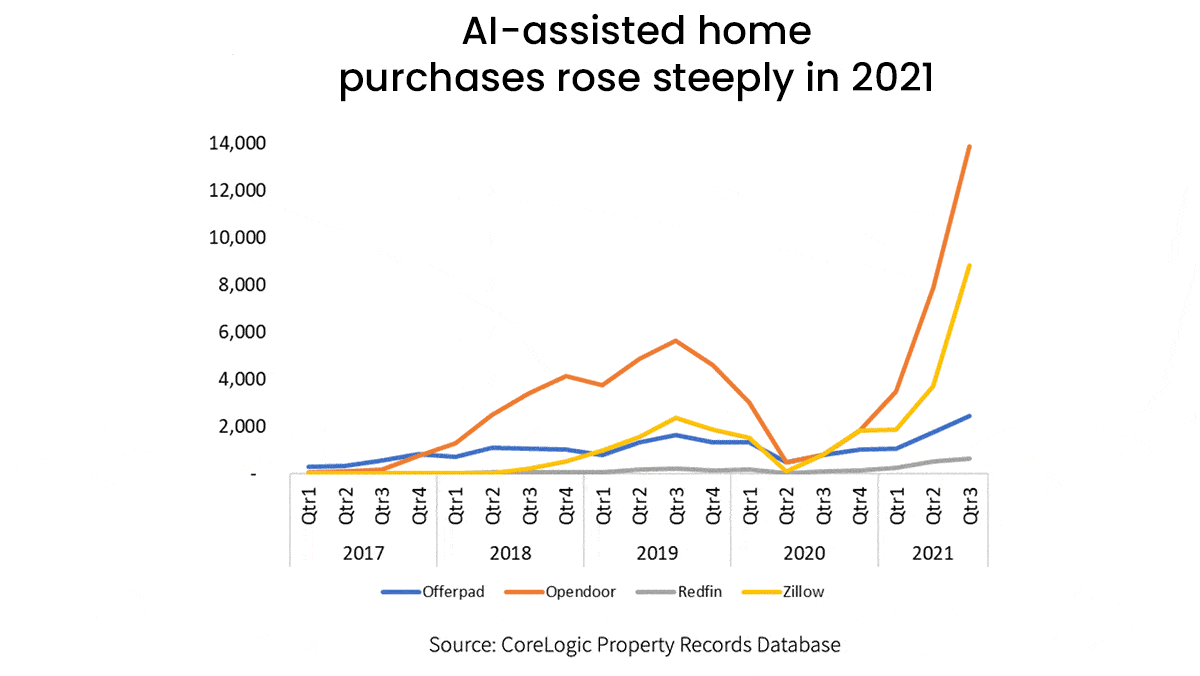 AI-assisted home
purchases rose steeply in 2021
14,000
12,000
10,000
8,000
6,000
4,000
2,000
-
Qtr1 Qtr2 Qtr3 Qtr4 Qtr1 Qtr2 Qtr3 Qtr4 Qtr1 Qtr2 Qtr3 Qtr4 Qtr1 Qtr2 Qtr3 Qtr4 Qtr1 Qtr2 Qtr3
2017 2018 2019 2020 2021
Offerpad Opendoor Redfin Zillow
Source: CoreLogic Property Records Database